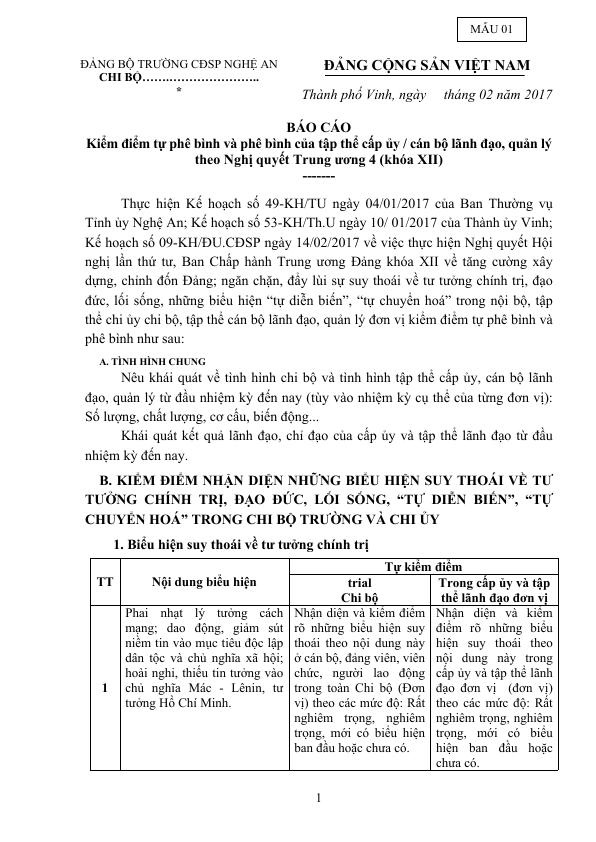 MẪU 01
ĐẢNG BỘ TRƯỜNG CĐSP NGHỆ AN
CHI BỘ…….………………..
*
ĐẢNG CỘNG SẢN VIỆT NAM
Thành phố Vinh, ngày tháng 02 năm 2017
BÁO CÁO
Kiểm điểm tự phê bình và phê bình của tập thể cấp ủy / cán bộ lãnh đạo, quản lý
theo Nghị quyết Trung ương 4 (khóa XII)
-------
Thực hiện Kế hoạch số 49-KH/TU ngày 04/01/2017 của Ban Thường vụ
Tỉnh ủy Nghệ An; Kế hoạch số 53-KH/Th.U ngày 10/ 01/2017 của Thành ủy Vinh;
Kế hoạch số 09-KH/ĐU.CĐSP ngày 14/02/2017 về việc thực hiện Nghị quyết Hội
nghị lần thứ tư, Ban Chấp hành Trung ương Đảng khóa XII về tăng cường xây
dựng, chỉnh đốn Đảng; ngăn chặn, đẩy lùi sự suy thoái về tư tưởng chính trị, đạo
đức, lối sống, những biểu hiện “tự diễn biến”, “tự chuyển hoá” trong nội bộ, tập
thể chi ủy chi bộ, tập thể cán bộ lãnh đạo, quản lý đơn vị kiểm điểm tự phê bình và
phê bình như sau:
A. TÌNH HÌNH CHUNG
Nêu khái quát về tình hình chi bộ và tình hình tập thể cấp ủy, cán bộ lãnh
đạo, quản lý từ đầu nhiệm kỳ đến nay (tùy vào nhiệm kỳ cụ thể của từng đơn vị):
Số lượng, chất lượng, cơ cấu, biến động...
Khái quát kết quả lãnh đạo, chỉ đạo của cấp ủy và tập thể lãnh đạo từ đầu
nhiệm kỳ đến nay.
B. KIỂM ĐIỂM NHẬN DIỆN NHỮNG BIỂU HIỆN SUY THOÁI VỀ TƯ
TƯỞNG CHÍNH TRỊ, ĐẠO ĐỨC, LỐI SỐNG, “TỰ DIỄN BIẾN”, “TỰ
CHUYỂN HOÁ” TRONG CHI BỘ TRƯỜNG VÀ CHI ỦY
1. Biểu hiện suy thoái về tư tưởng chính trị
TT
Nội dung biểu hiện
Tự kiểm điểm
trial
Chi bộ
Trong cấp ủy và tập
thể lãnh đạo đơn vị
1
Phai nhạt lý tưởng cách
mạng; dao động, giảm sút
niềm tin vào mục tiêu độc lập
dân tộc và chủ nghĩa xã hội;
hoài nghi, thiếu tin tưởng vào
chủ nghĩa Mác - Lênin, tư
tưởng Hồ Chí Minh.
Nhận diện và kiểm điểm
rõ những biểu hiện suy
thoái theo nội dung này
ở cán bộ, đảng viên, viên
chức, người lao động
trong toàn Chi bộ (Đơn
vị) theo các mức độ: Rất
nghiêm trọng, nghiêm
trọng, mới có biểu hiện
ban đầu hoặc chưa có.
Nhận diện và kiểm
điểm rõ những biểu
hiện suy thoái theo
nội dung này trong
cấp ủy và tập thể lãnh
đạo đơn vị (đơn vị)
theo các mức độ: Rất
nghiêm trọng, nghiêm
trọng, mới có biểu
hiện ban đầu hoặc
chưa có.
1